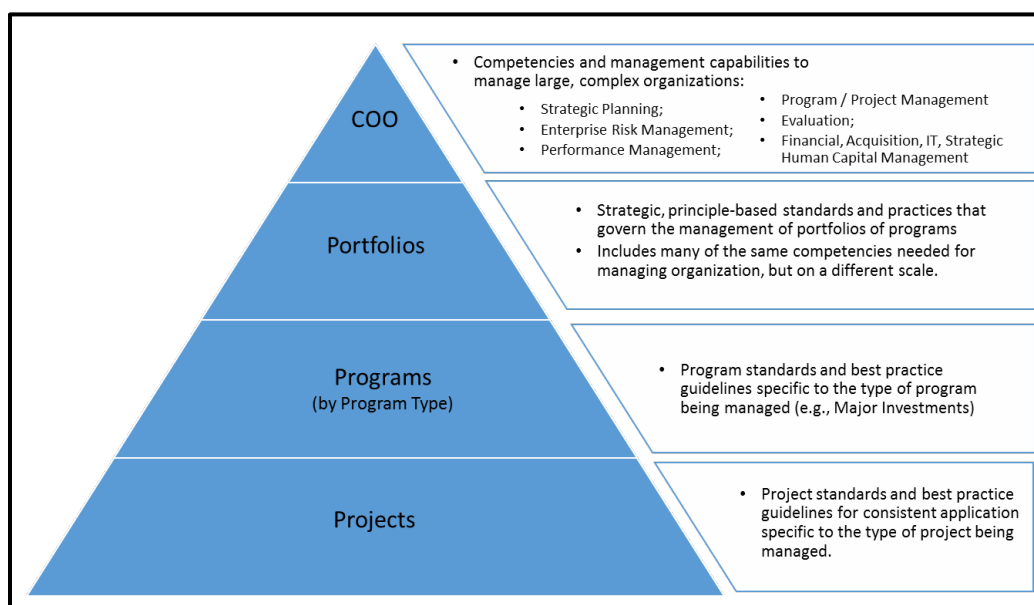 COO
• Competencies and management capabilities to
manage large, complex organizations:
• Strategic Planning;
• Enterprise Risk Management;
• Performance Management;
• Program / Project Management
• Evaluation;
• Financial, Acquisition, IT, Strategic
Human Capital Management
Portfolios
• Strategic, principle-based standards and practices that
govern the management of portfolios of programs
• Includes many of the same competencies needed for
managing organization, but on a different scale.
Programs
(by Program Type)
• Program standards and best practice
guidelines specific to the type of program
being managed (e.g., Major Investments)
Projects
• Project standards and best practice
guidelines for consistent application
specific to the type of project being
managed.